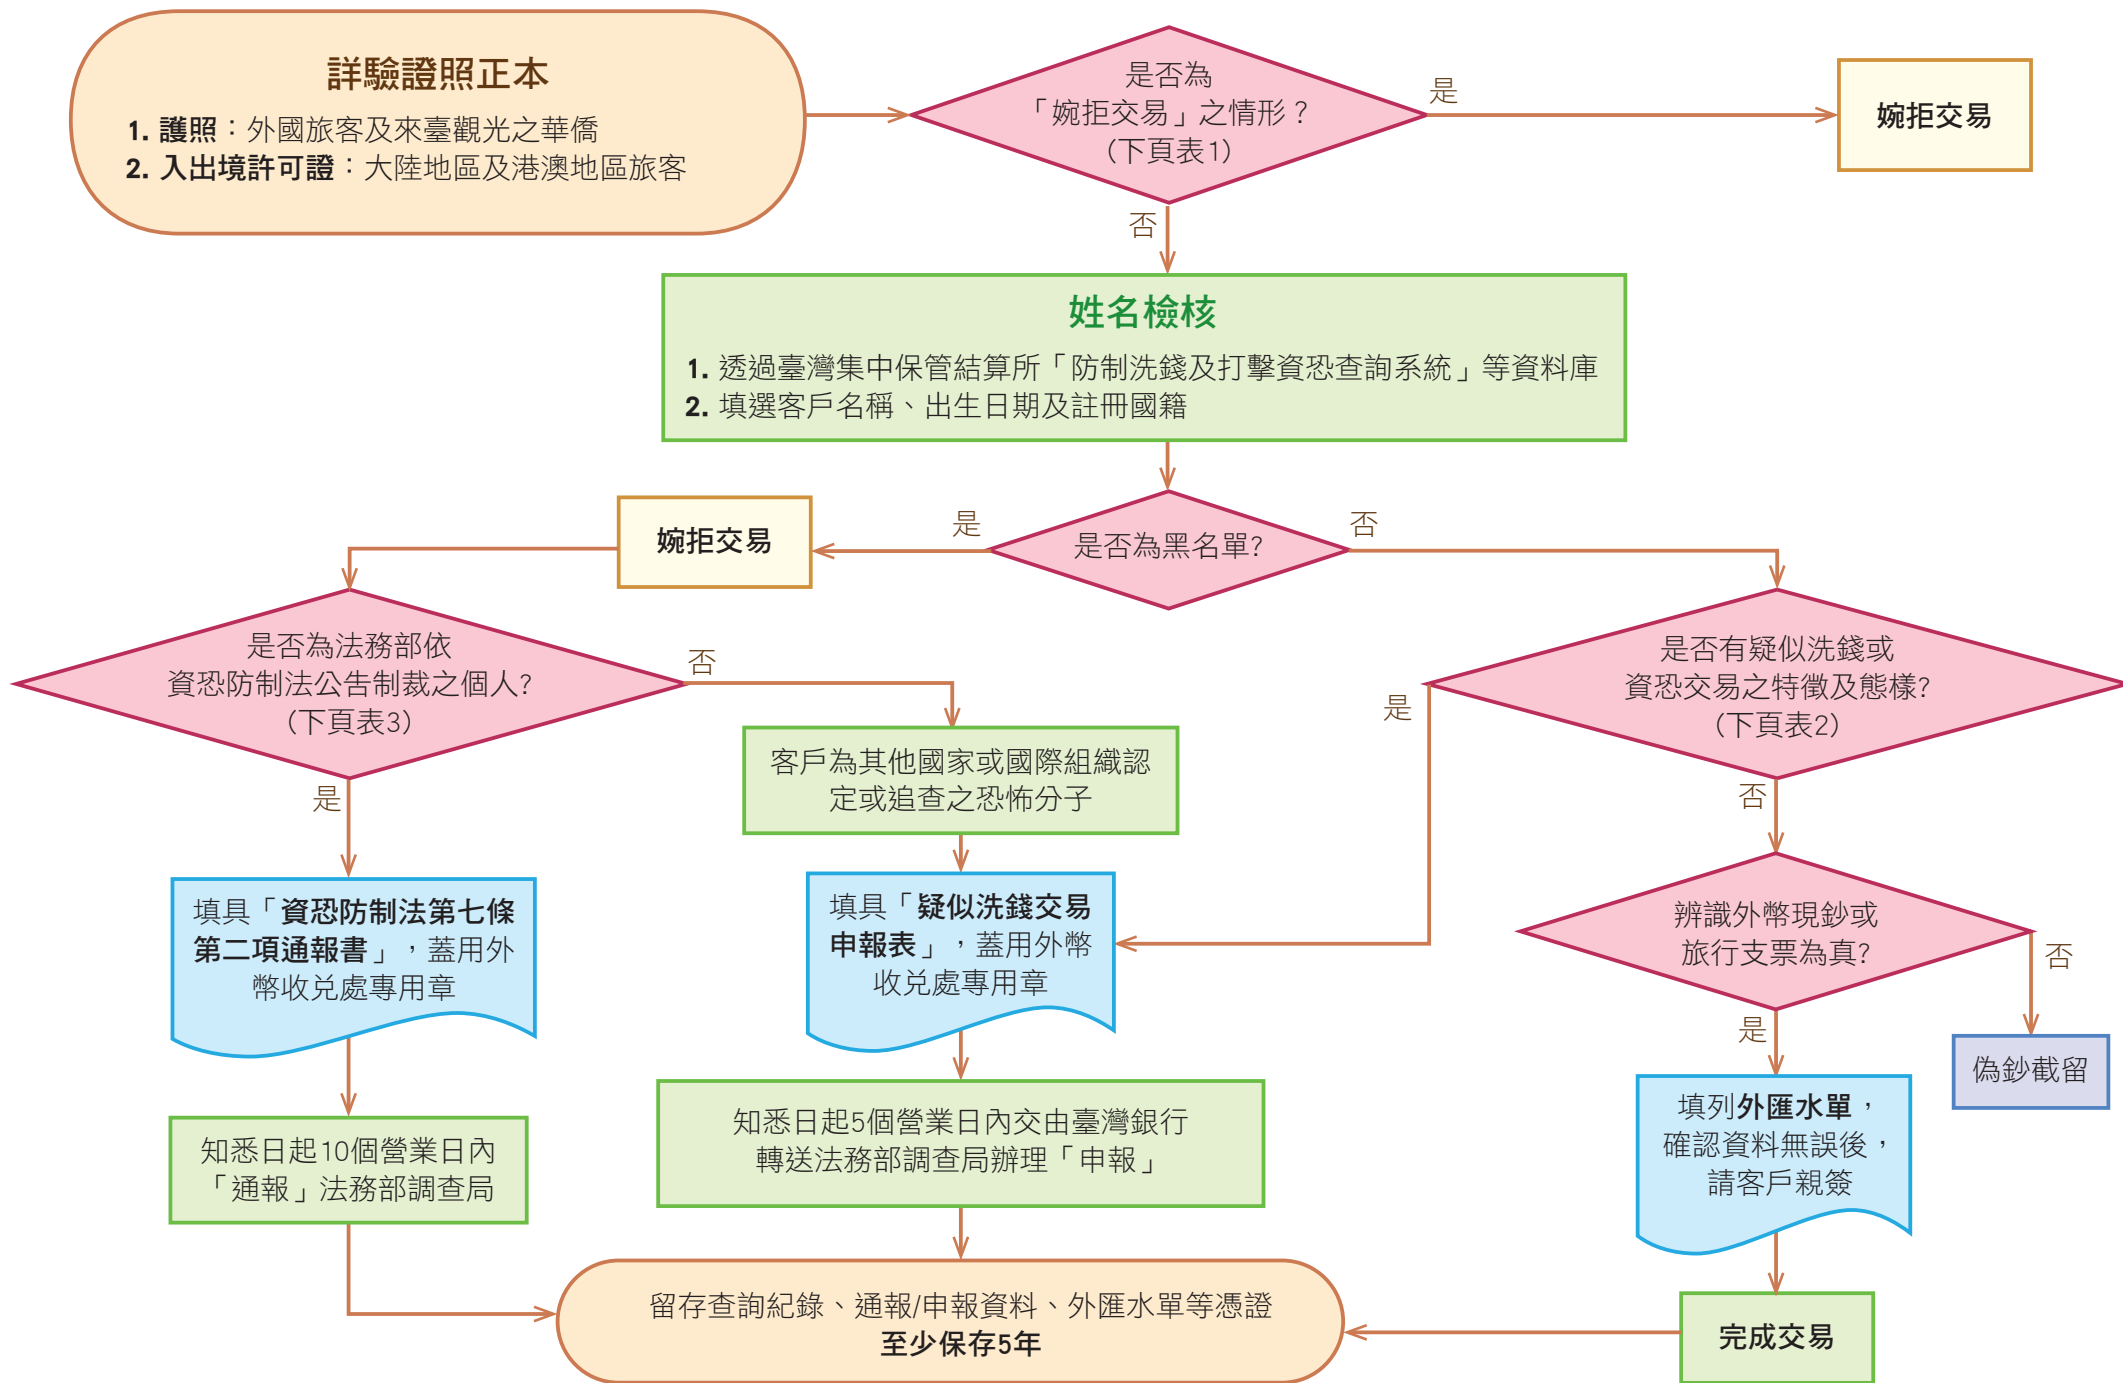 詳驗證照正本
1. 護照：外國旅客及來臺觀光之華僑
2. 入出境許可證：大陸地區及港澳地區旅客
是否為
「婉拒交易」之情形？
(下頁表1)
是
婉拒交易
否
姓名檢核
1. 透過臺灣集中保管結算所「防制洗錢及打擊資恐查詢系統」等資料庫
2. 填選客戶名稱、出生日期及註冊國籍
婉拒交易
是
是否為黑名單?
否
是否為法務部依
資恐防制法公告制裁之個人?
(下頁表3)
否
是
是否有疑似洗錢或
資恐交易之特徵及態樣?
(下頁表2)
是
否
客戶為其他國家或國際組織認
定或追查之恐怖分子
填具「資恐防制法第七條
第二項通報書」，蓋用外
幣收兌處專用章
填具「疑似洗錢交易
申報表」，蓋用外幣
收兌處專用章
辨識外幣現鈔或
旅行支票為真?
否
是
偽鈔截留
知悉日起10個營業日內
「通報」法務部調查局
知悉日起5個營業日內交由臺灣銀行
轉送法務部調查局辦理「申報」
填列外匯水單，
確認資料無誤後，
請客戶親簽
留存查詢紀錄、通報/申報資料、外匯水單等憑證
至少保存5年
完成交易